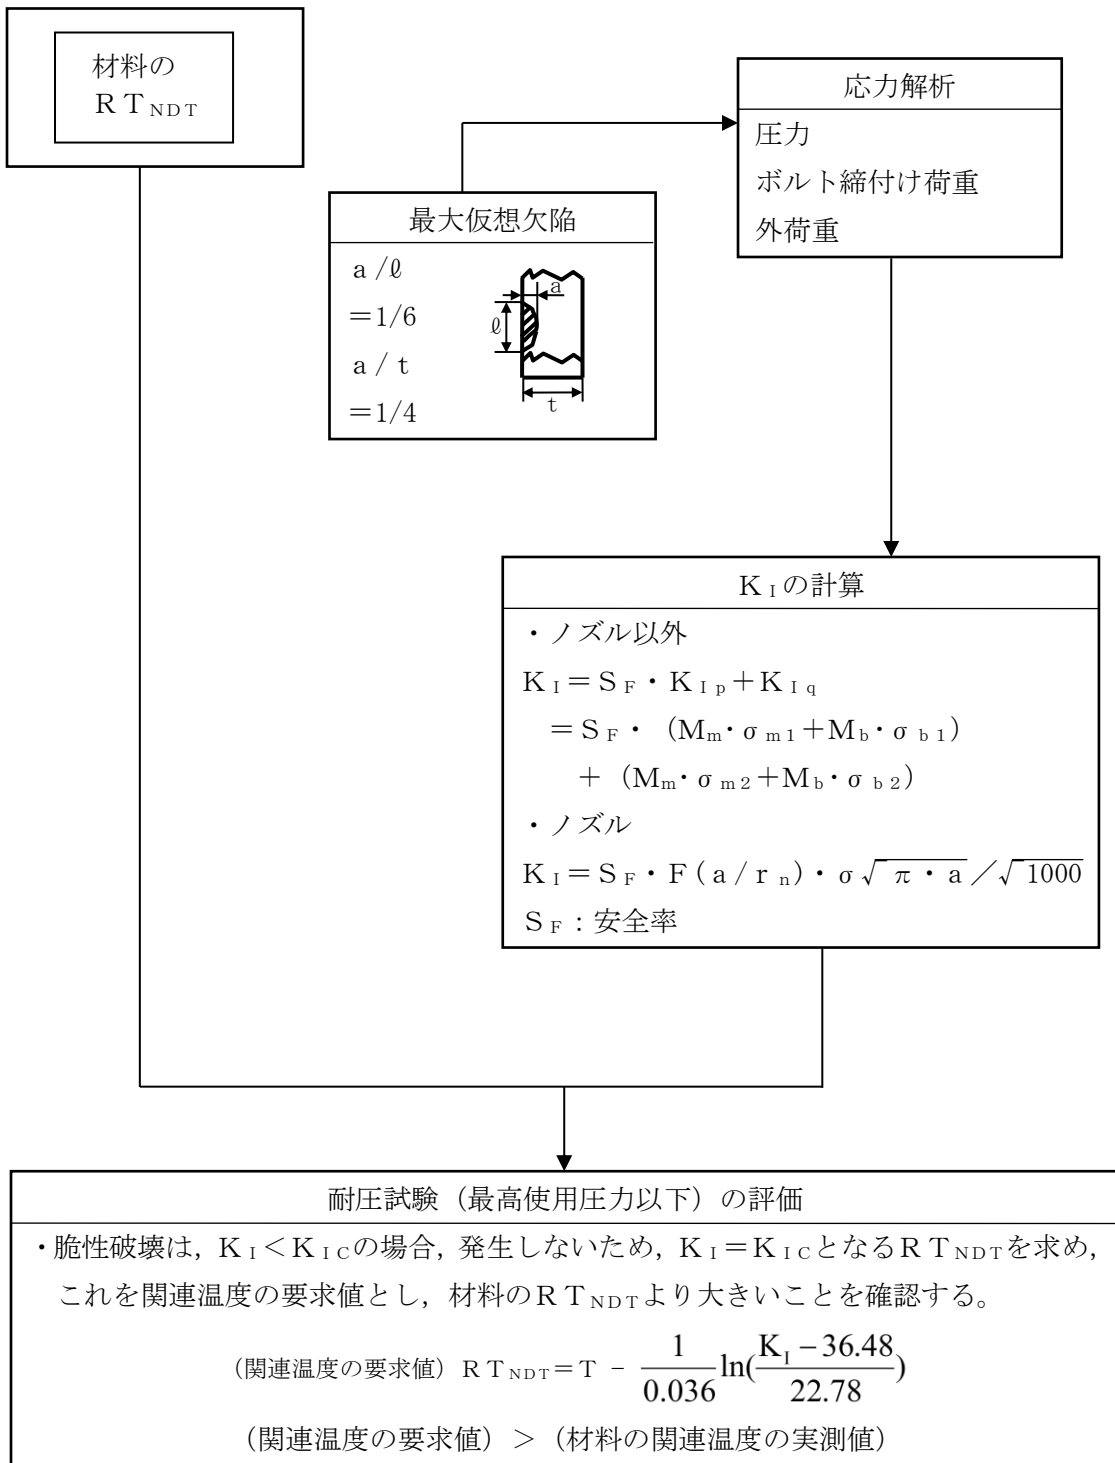 材料の
ＲＴNDT
応力解析
圧力
ボルト締付け荷重
外荷重
最大仮想欠陥
ａ/ℓ
＝1/6
ａ/ｔ
＝1/4
a
ℓ
t
ＫＩの計算
・ノズル以外
ＫＩ＝ＳＦ・ＫＩｐ＋ＫＩｑ
＝ＳＦ・（Mm・σm1＋Mb・σb1）
＋（Mm・σm2＋Mb・σb2）
・ノズル
ＫＩ＝ＳＦ・Ｆ(ａ/ｒn)・σ√π・ａ／√1000
ＳＦ：安全率
耐圧試験（最高使用圧力以下）の評価
・脆性破壊は，ＫＩ＜ＫＩＣの場合，発生しないため，ＫＩ＝ＫＩＣとなるＲＴNDTを求め，
これを関連温度の要求値とし，材料のＲＴNDTより大きいことを確認する。
（関連温度の要求値）ＲＴNDT＝Ｔ－ 1/0.036 ln(KI－36.48/22.78)
（関連温度の要求値）＞（材料の関連温度の実測値）